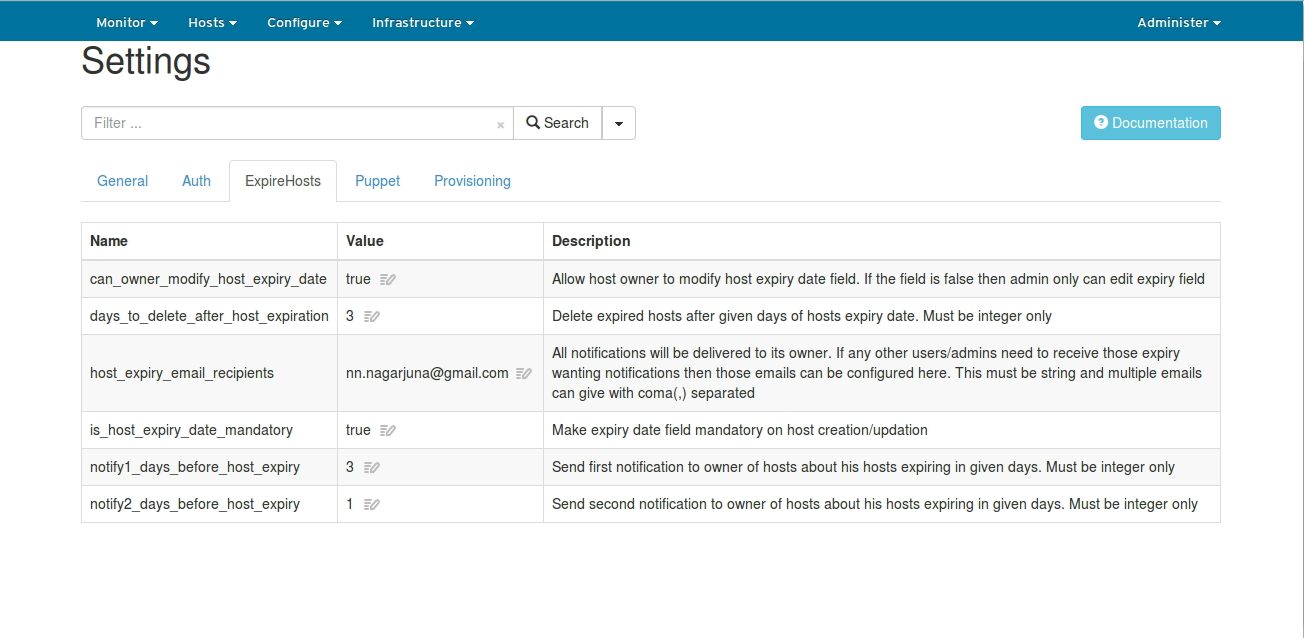 Monitor Hosts Configure Infrastructure Administer
Settings
Filter ... × Search Documentation
General Auth ExpireHosts Puppet Provisioning
Name Value Description
can_owner_modify_host_expiry_date true Allow host owner to modify host expiry date field. If the field is false then admin only can edit expiry field
days_to_delete_after_host_expiration 3 Delete expired hosts after given days of hosts expiry date. Must be integer only
host_expiry_email_recipients nn.nagarjuna@gmail.com All notifications will be delivered to its owner. If any other users/admins need to receive those expiry
wanting notifications then those emails can be configured here. This must be string and multiple emails
can give with coma(,) separated
is_host_expiry_date_mandatory true Make expiry date field mandatory on host creation/updation
notify1_days_before_host_expiry 3 Send first notification to owner of hosts about his hosts expiring in given days. Must be integer only
notify2_days_before_host_expiry 1 Send second notification to owner of hosts about his hosts expiring in given days. Must be integer only